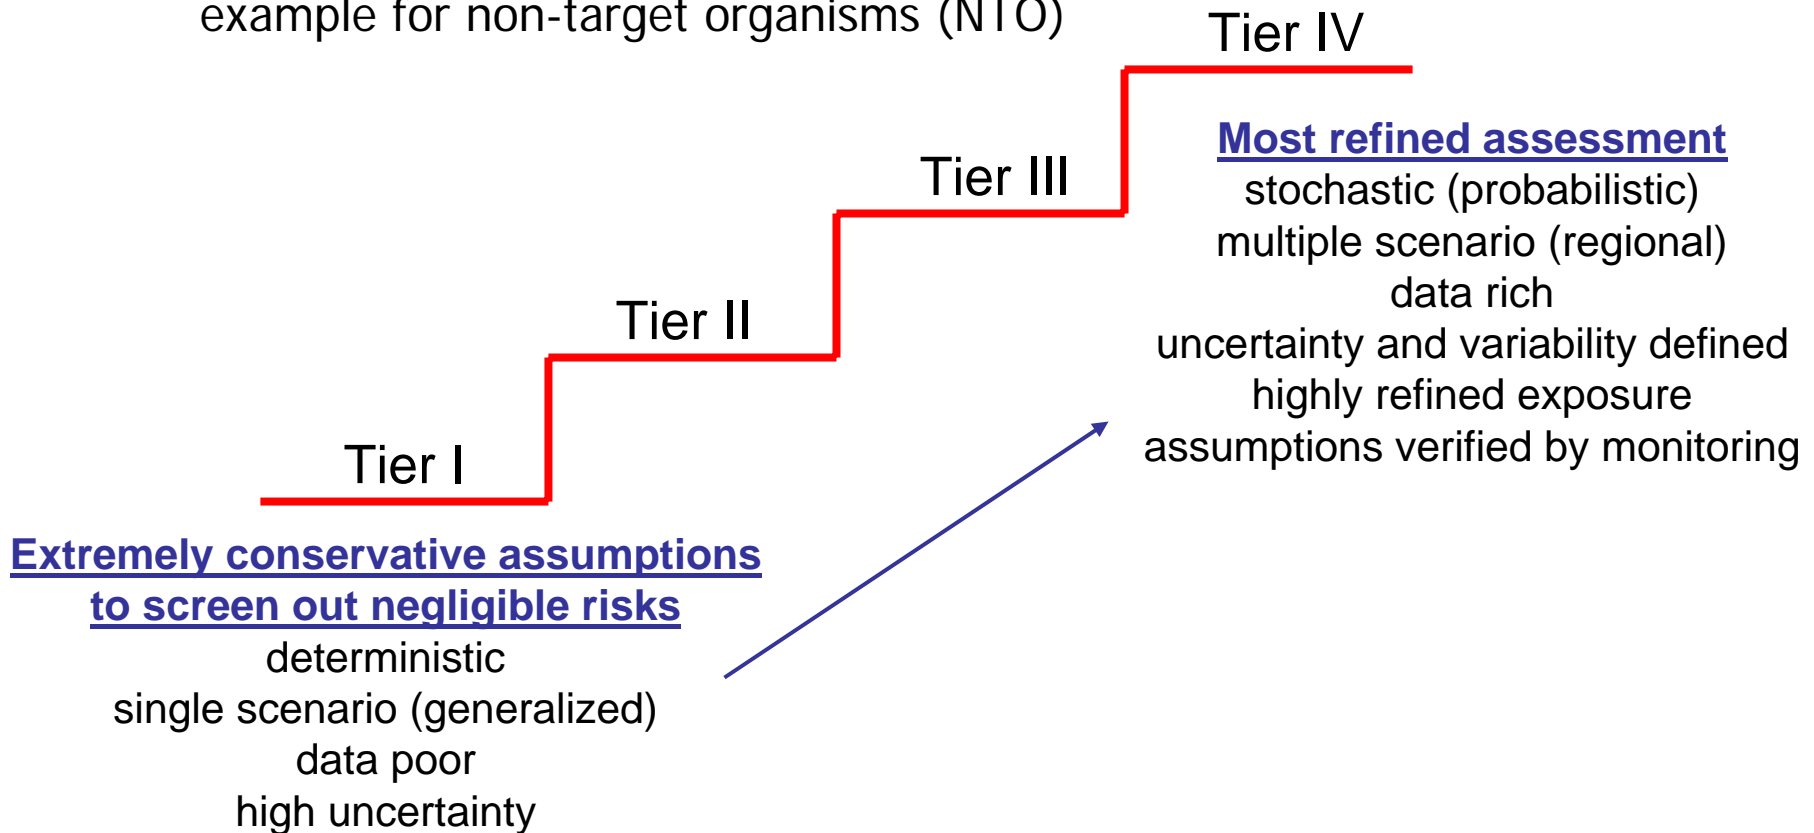 example for non-target organisms (NTO)
Tier IV
Most refined assessment
stochastic (probabilistic)
multiple scenario (regional)
data rich
uncertainty and variability defined
highly refined exposure
assumptions verified by monitoring
Tier III
Tier II
Tier I
Extremely conservative assumptions
to screen out negligible risks
deterministic
single scenario (generalized)
data poor
high uncertainty